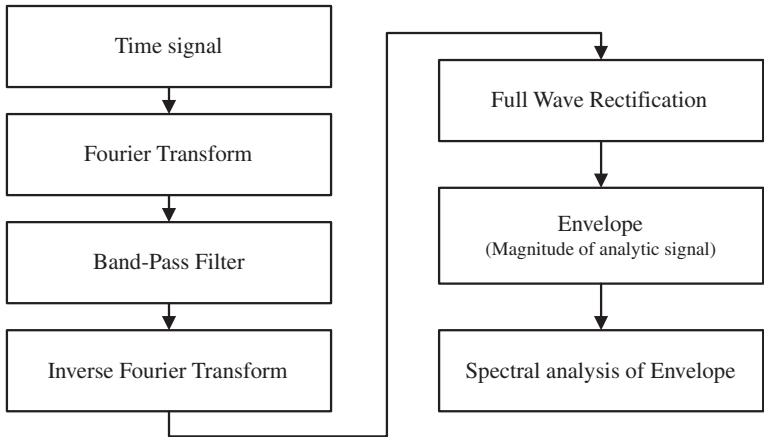 Time signal
Fourier Transform
Band-Pass Filter
Inverse Fourier Transform
Full Wave Rectification
Envelope
(Magnitude of analytic signal)
Spectral analysis of Envelope